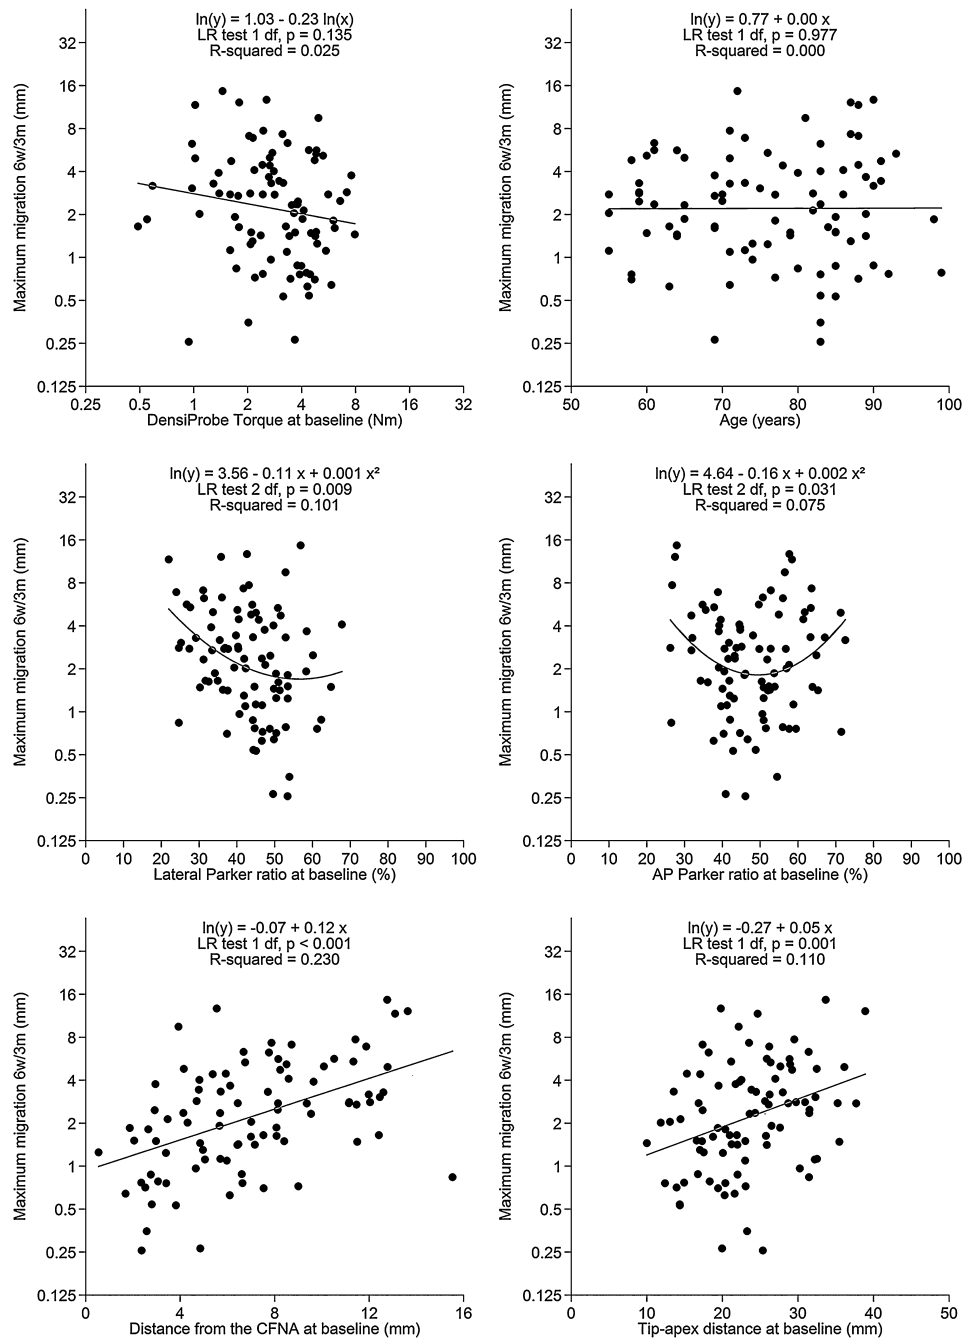 ln(y) = 1.03 - 0.23 ln(x)
LR test 1 df, p = 0.135
R-squared = 0.025
Maximum migration 6w/3m (mm)
32
16
8
4
2
1
0.5
0.25
0.125
0.25 0.5 1 2 4 8 16 32
DensiProbe Torque at baseline (Nm)
ln(y) = 0.77 + 0.00 x
LR test 1 df, p = 0.977
R-squared = 0.000
Maximum migration 6w/3m (mm)
32
16
8
4
2
1
0.5
0.25
0.125
50 60 70 80 90 100
Age (years)
ln(y) = 3.56 - 0.11 x + 0.001 x²
LR test 2 df, p = 0.009
R-squared = 0.101
Maximum migration 6w/3m (mm)
32
16
8
4
2
1
0.5
0.25
0.125
0 10 20 30 40 50 60 70 80 90 100
Lateral Parker ratio at baseline (%)
ln(y) = 4.64 - 0.16 x + 0.002 x²
LR test 2 df, p = 0.031
R-squared = 0.075
Maximum migration 6w/3m (mm)
32
16
8
4
2
1
0.5
0.25
0.125
0 10 20 30 40 50 60 70 80 90 100
AP Parker ratio at baseline (%)
ln(y) = -0.07 + 0.12 x
LR test 1 df, p < 0.001
R-squared = 0.230
Maximum migration 6w/3m (mm)
32
16
8
4
2
1
0.5
0.25
0.125
0 4 8 12 16
Distance from the CFNA at baseline (mm)
ln(y) = -0.27 + 0.05 x
LR test 1 df, p = 0.001
R-squared = 0.110
Maximum migration 6w/3m (mm)
32
16
8
4
2
1
0.5
0.25
0.125
0 10 20 30 40 50
Tip-apex distance at baseline (mm)